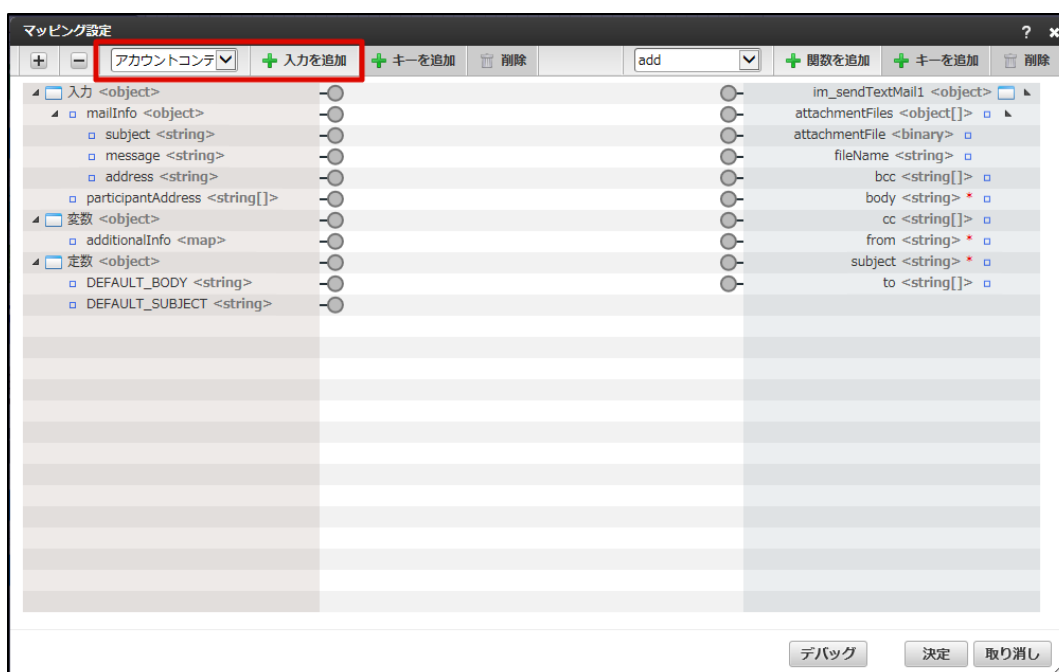 マッピング設定 ? ×
アカウントコンテ 入力を追加 キーを追加 削除 add 関数を追加 キーを追加 削除
入力 <object> im_sendTextMail1 <object>
mailInfo <object> attachmentFiles <object[]>
subject <string> attachmentFile <binary>
message <string> fileName <string>
address <string> bcc <string[]>
participantAddress <string[]> body <string> *
変数 <object> cc <string[]>
additionalInfo <map> from <string> *
定数 <object> subject <string> *
DEFAULT_BODY <string> to <string[]>
DEFAULT_SUBJECT <string>
デバッグ 決定 取り消し